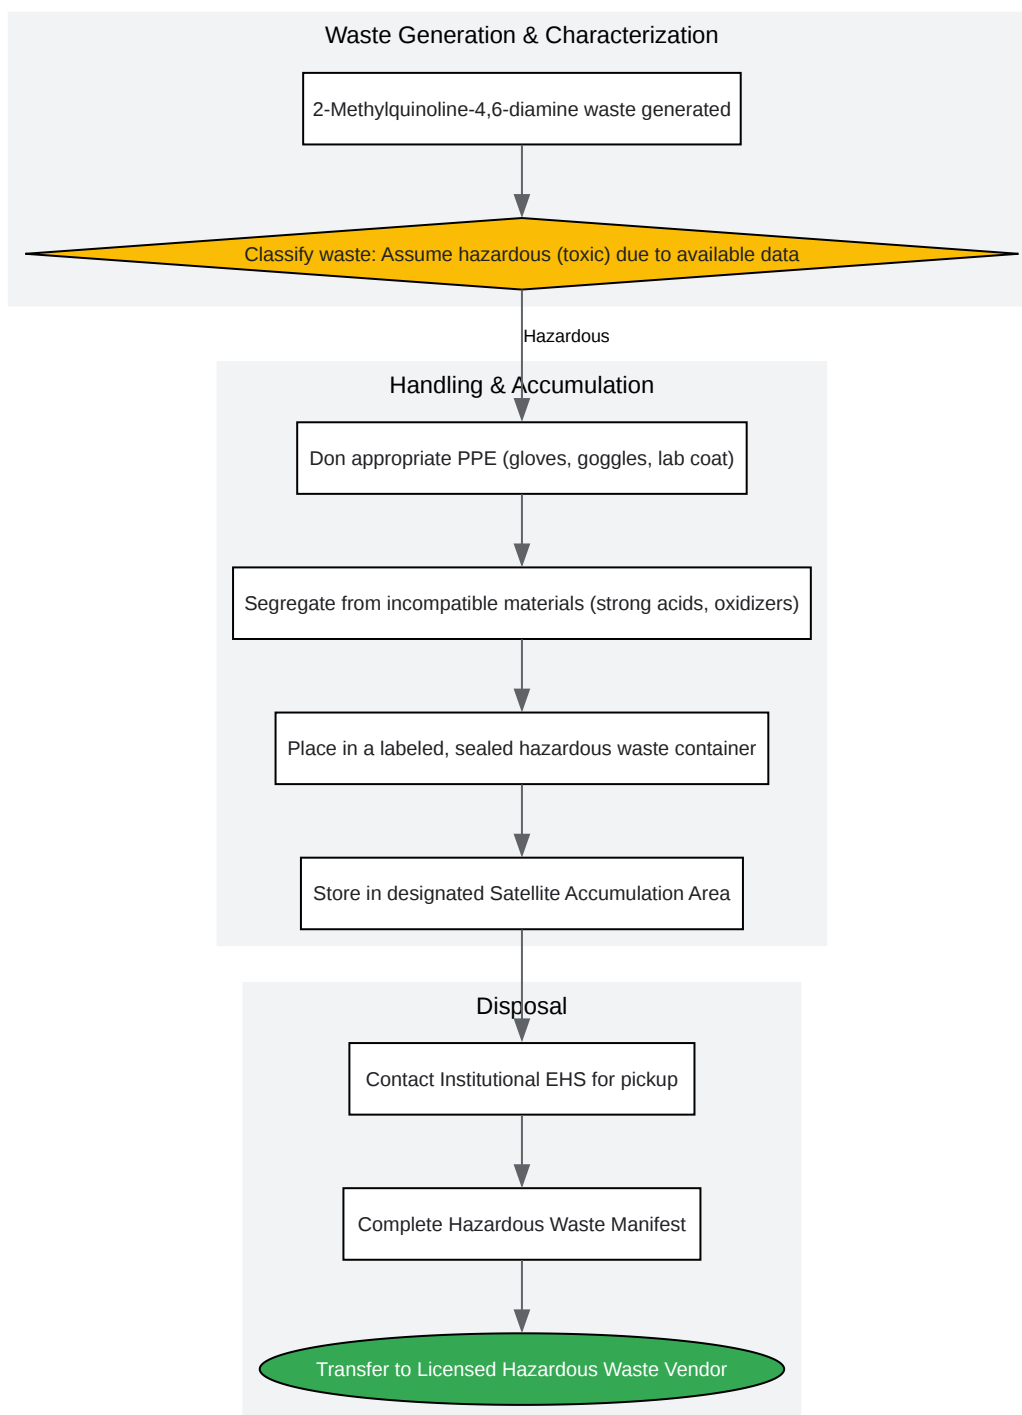 Waste Generation & Characterization
2-Methylquinoline-4,6-diamine waste generated
Classify waste: Assume hazardous (toxic) due to available data
Hazardous
Handling & Accumulation
Don appropriate PPE (gloves, goggles, lab coat)
Segregate from incompatible materials (strong acids, oxidizers)
Place in a labeled, sealed hazardous waste container
Store in designated Satellite Accumulation Area
Disposal
Contact Institutional EHS for pickup
Complete Hazardous Waste Manifest
Transfer to Licensed Hazardous Waste Vendor